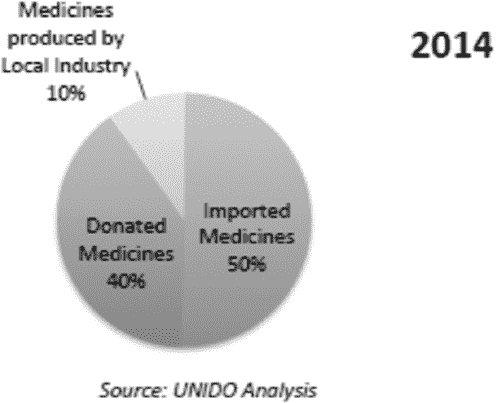 Medicines
produced by
Local Industry
10%
2014
Donated
Medicines
40%
Imported
Medicines
50%
Source: UNIDO Analysis